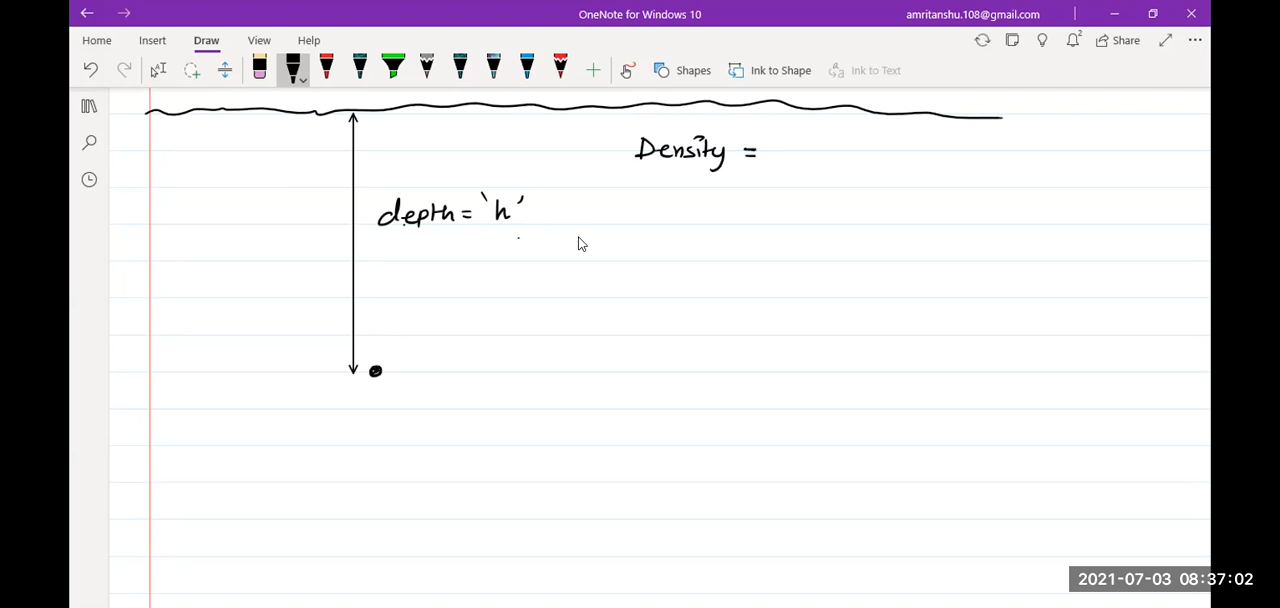 OneNote for Windows 10
amritanshu.108@gmail.com
Home Insert Draw View Help
2
Share
Shapes Ink to Shape Ink to Text
Density =
depth = 'h'
2021-07-03 08:37:02